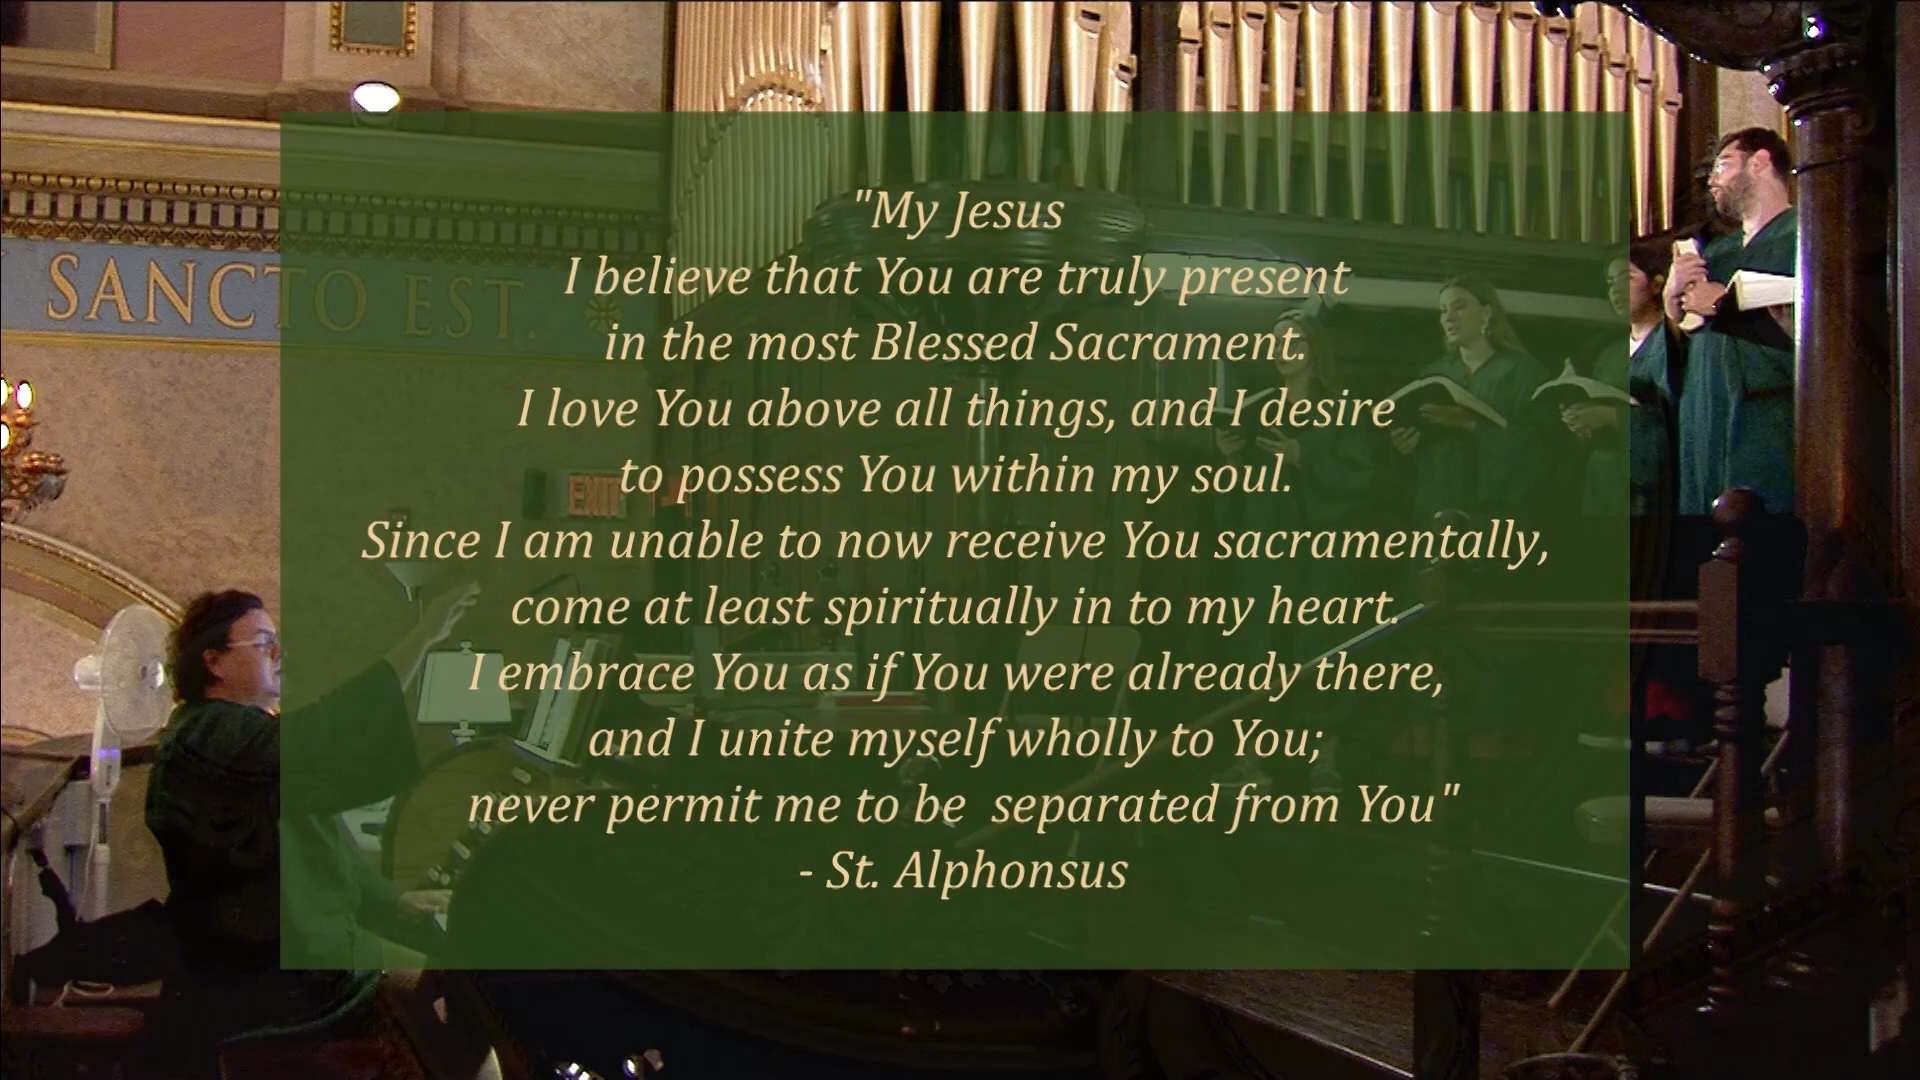 SANCTO EST.
"My Jesus
I believe that You are truly present
in the most Blessed Sacrament.
I love You above all things, and I desire
to possess You within my soul.
EXIT
Since I am unable to now receive You sacramentally,
come at least spiritually in to my heart.
I embrace You as if You were already there,
and I unite myself wholly to You;
never permit me to be  separated from You"
- St. Alphonsus